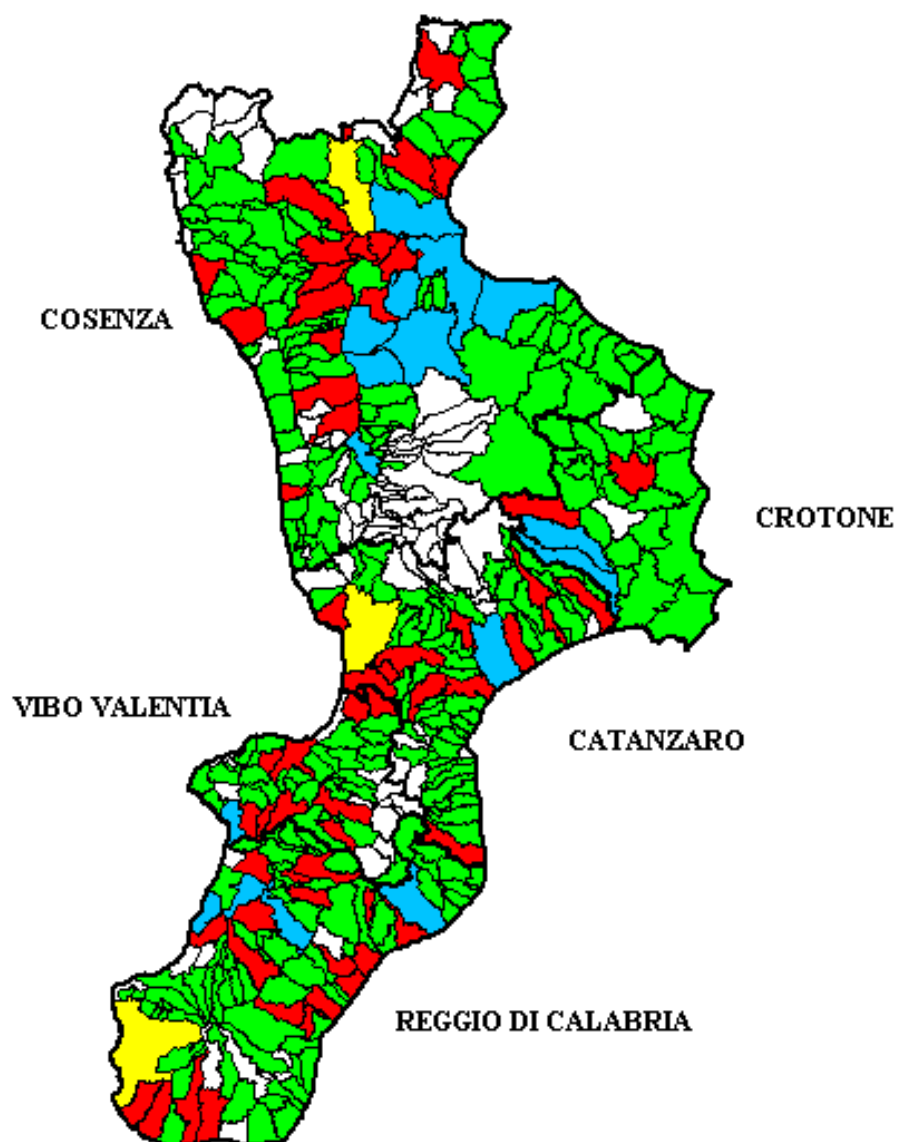 COSENZA
CROTONE
VIBO VALENTIA
CATANZARO
REGGIO DI CALABRIA